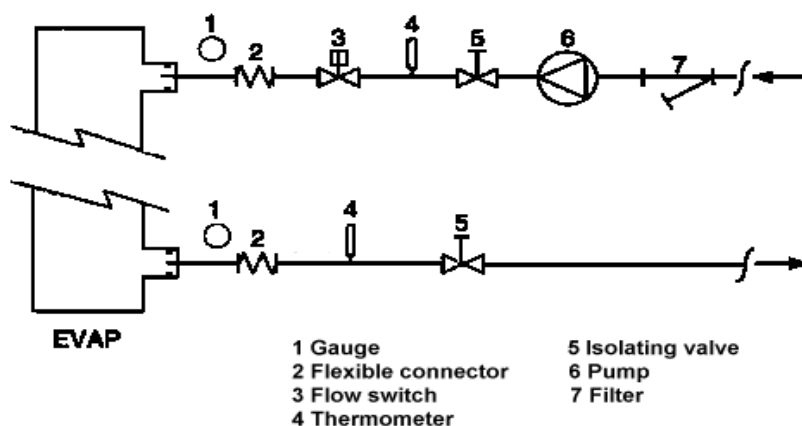 1 2 3 4 5 6 7
1 2 4 5
EVAP
1 Gauge
2 Flexible connector
3 Flow switch
4 Thermometer
5 Isolating valve
6 Pump
7 Filter